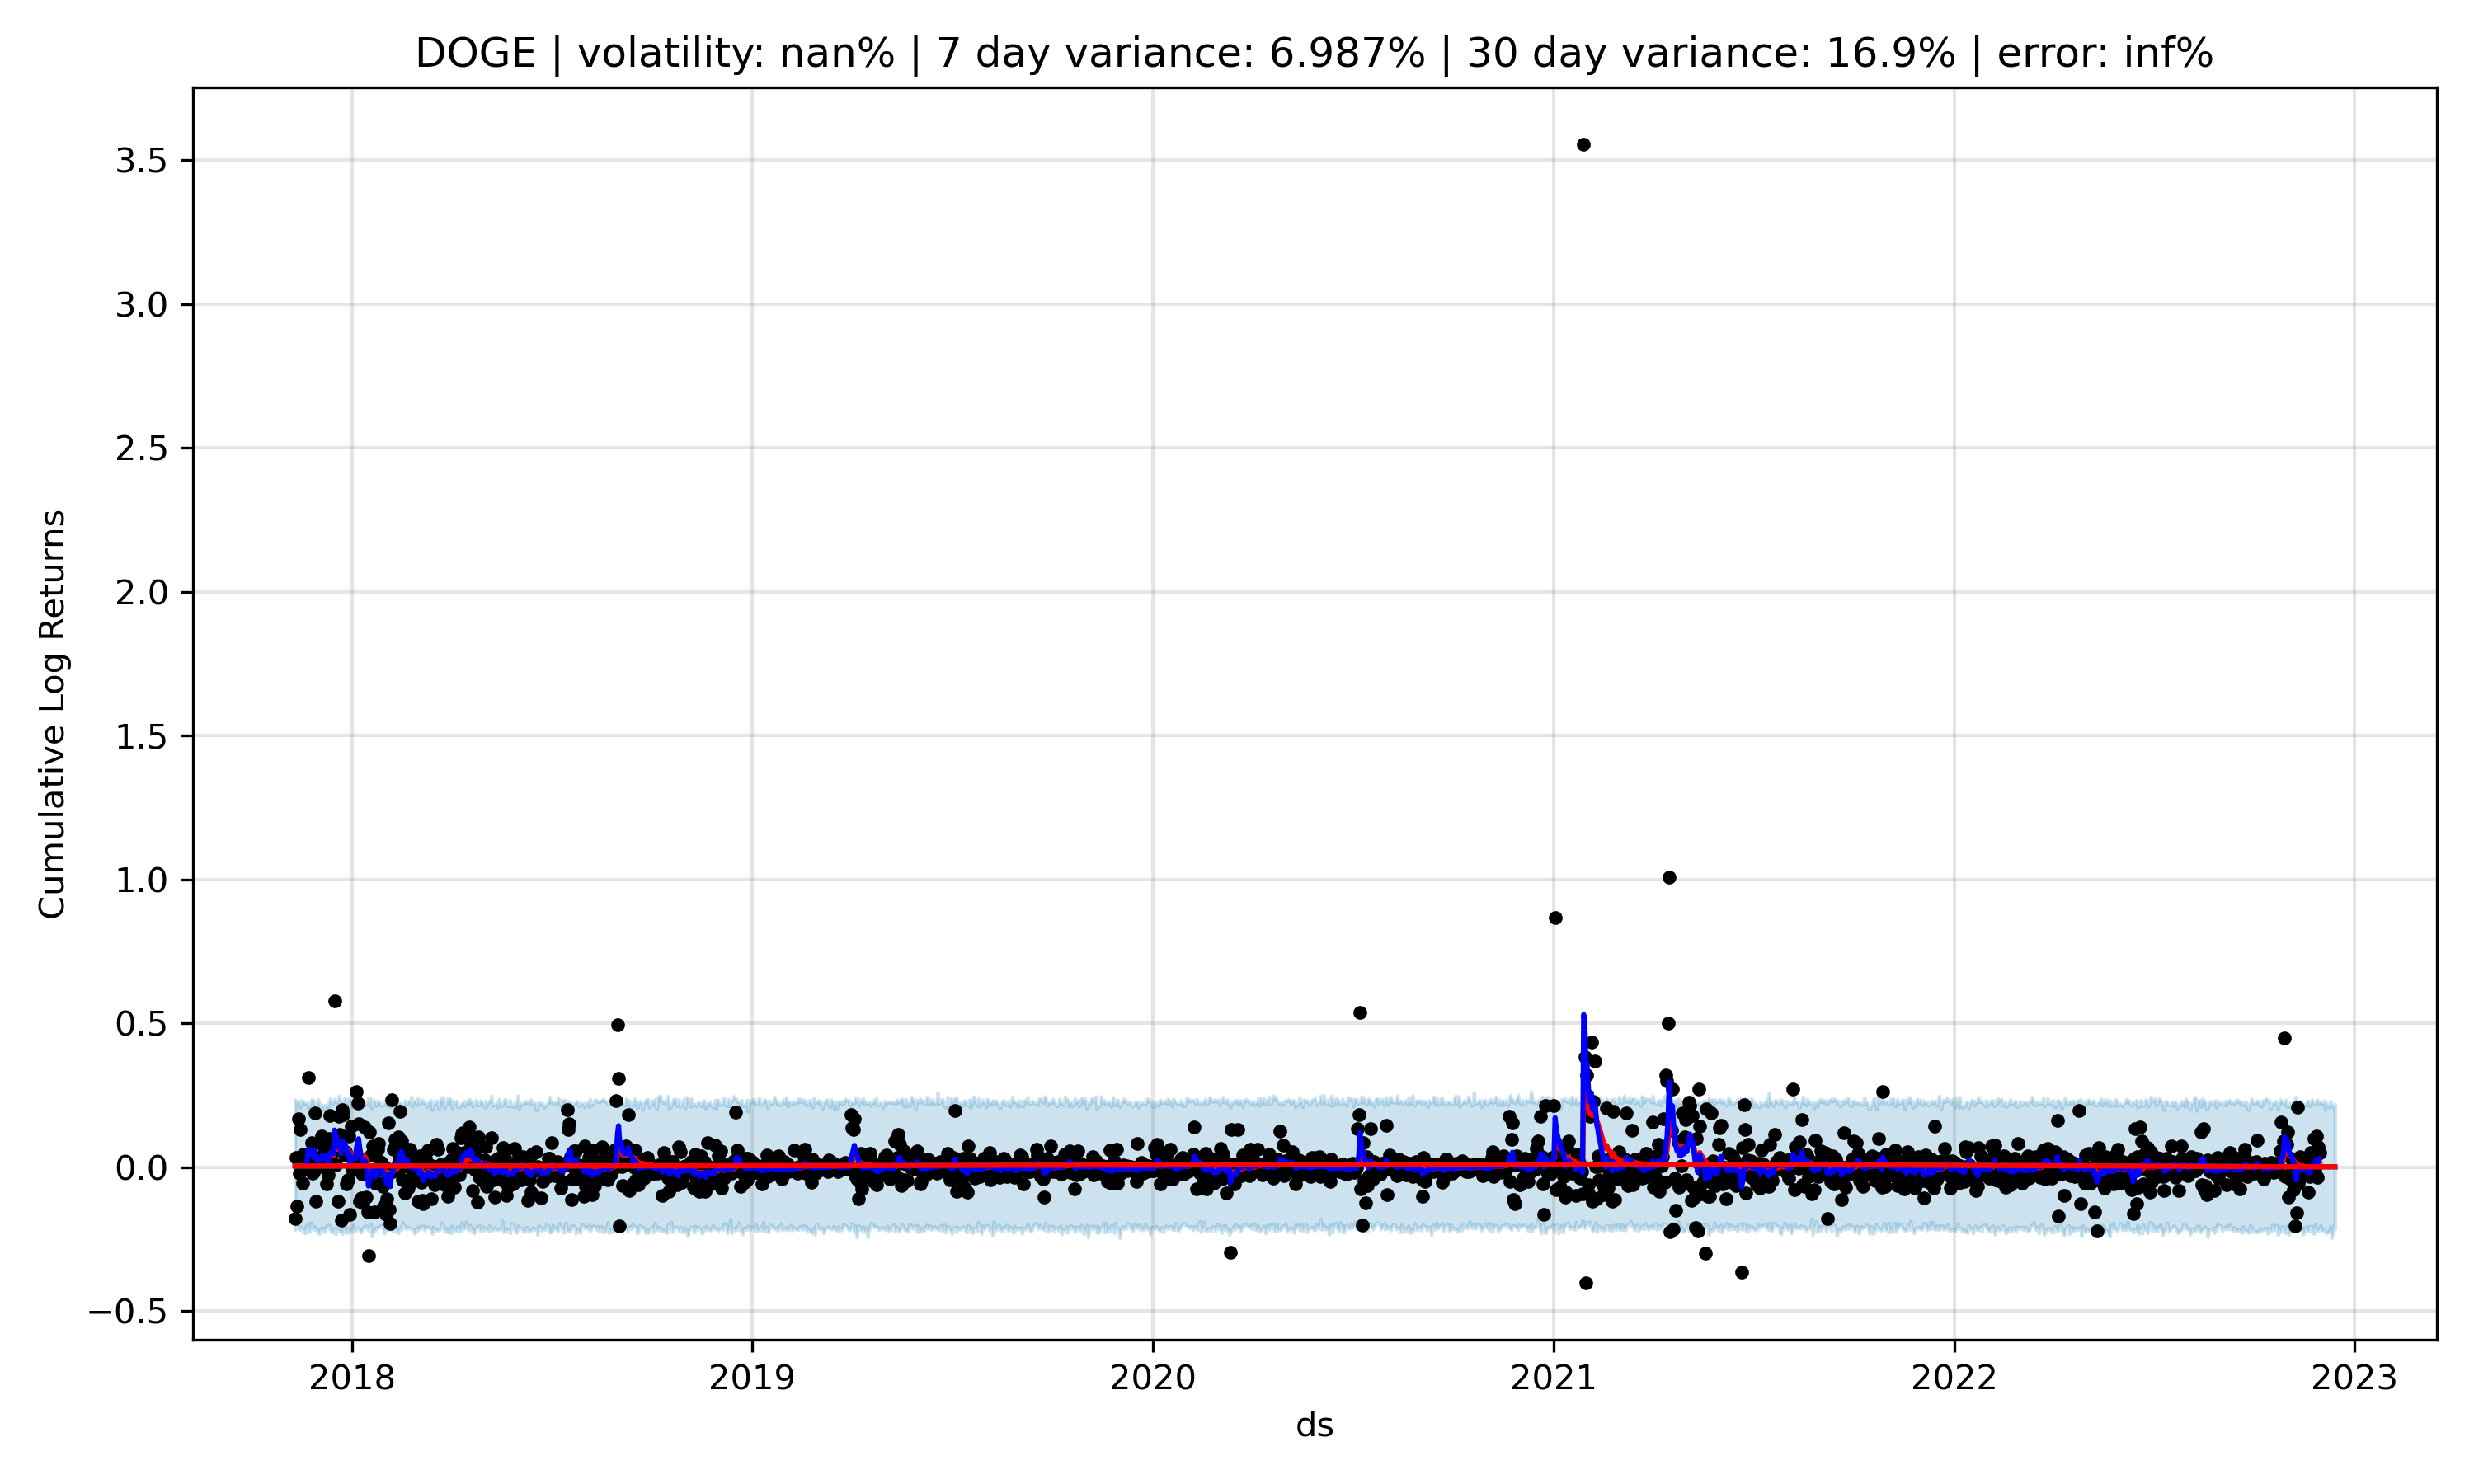 DOGE | volatility: nan% | 7 day variance: 6.987% | 30 day variance: 16.9% | error: inf%
Cumulative Log Returns
3.5
3.0
2.5
2.0
1.5
1.0
0.5
0.0
−0.5
2018 2019 2020 2021 2022 2023
ds